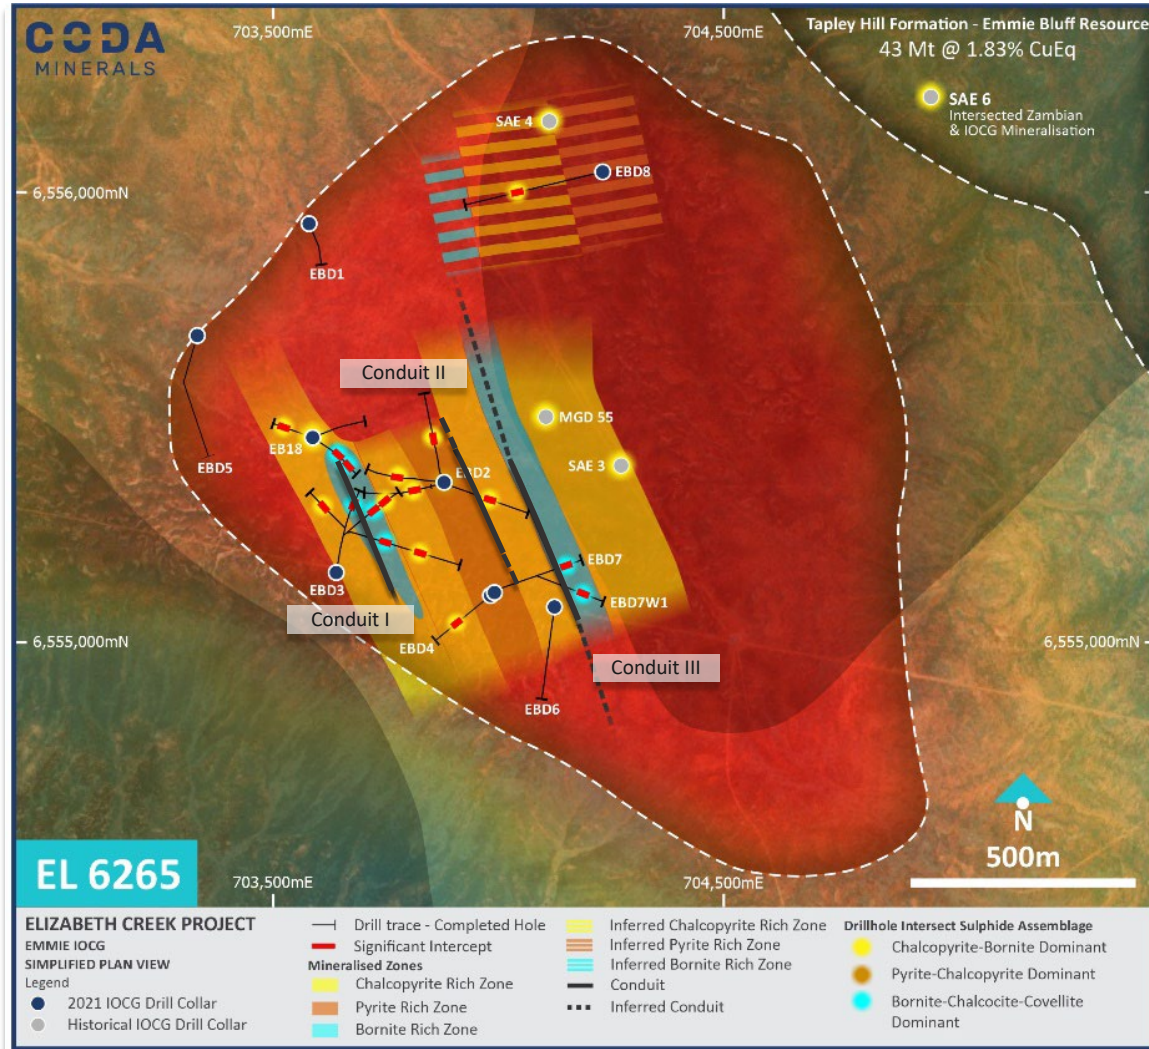 CODA
MINERALS
703,500mE
704,500mE
Tapley Hill Formation - Emmie Bluff Resource
43 Mt @ 1.83% CuEq
SAE 6
Intersected Zambian
& IOCG Mineralisation
SAE 4
EBD8
6,556,000mN
EBD1
Conduit II
MGD 55
EB18
EBD5
EBD2
SAE 3
EBD7
EBD3
EBD7W1
Conduit I
EBD4
6,555,000mN
6,555,000mN
Conduit III
EBD6
N
500m
EL 6265
703,500mE
704,500mE
ELIZABETH CREEK PROJECT
EMMIE IOCG
SIMPLIFIED PLAN VIEW
Legend
2021 IOCG Drill Collar
Historical IOCG Drill Collar
Drill trace - Completed Hole
Significant Intercept
Mineralised Zones
Chalcopyrite Rich Zone
Pyrite Rich Zone
Bornite Rich Zone
Inferred Chalcopyrite Rich Zone
Inferred Pyrite Rich Zone
Inferred Bornite Rich Zone
Conduit
Inferred Conduit
Drillhole Intersect Sulphide Assemblage
Chalcopyrite-Bornite Dominant
Pyrite-Chalcopyrite Dominant
Bornite-Chalcocite-Covellite
Dominant